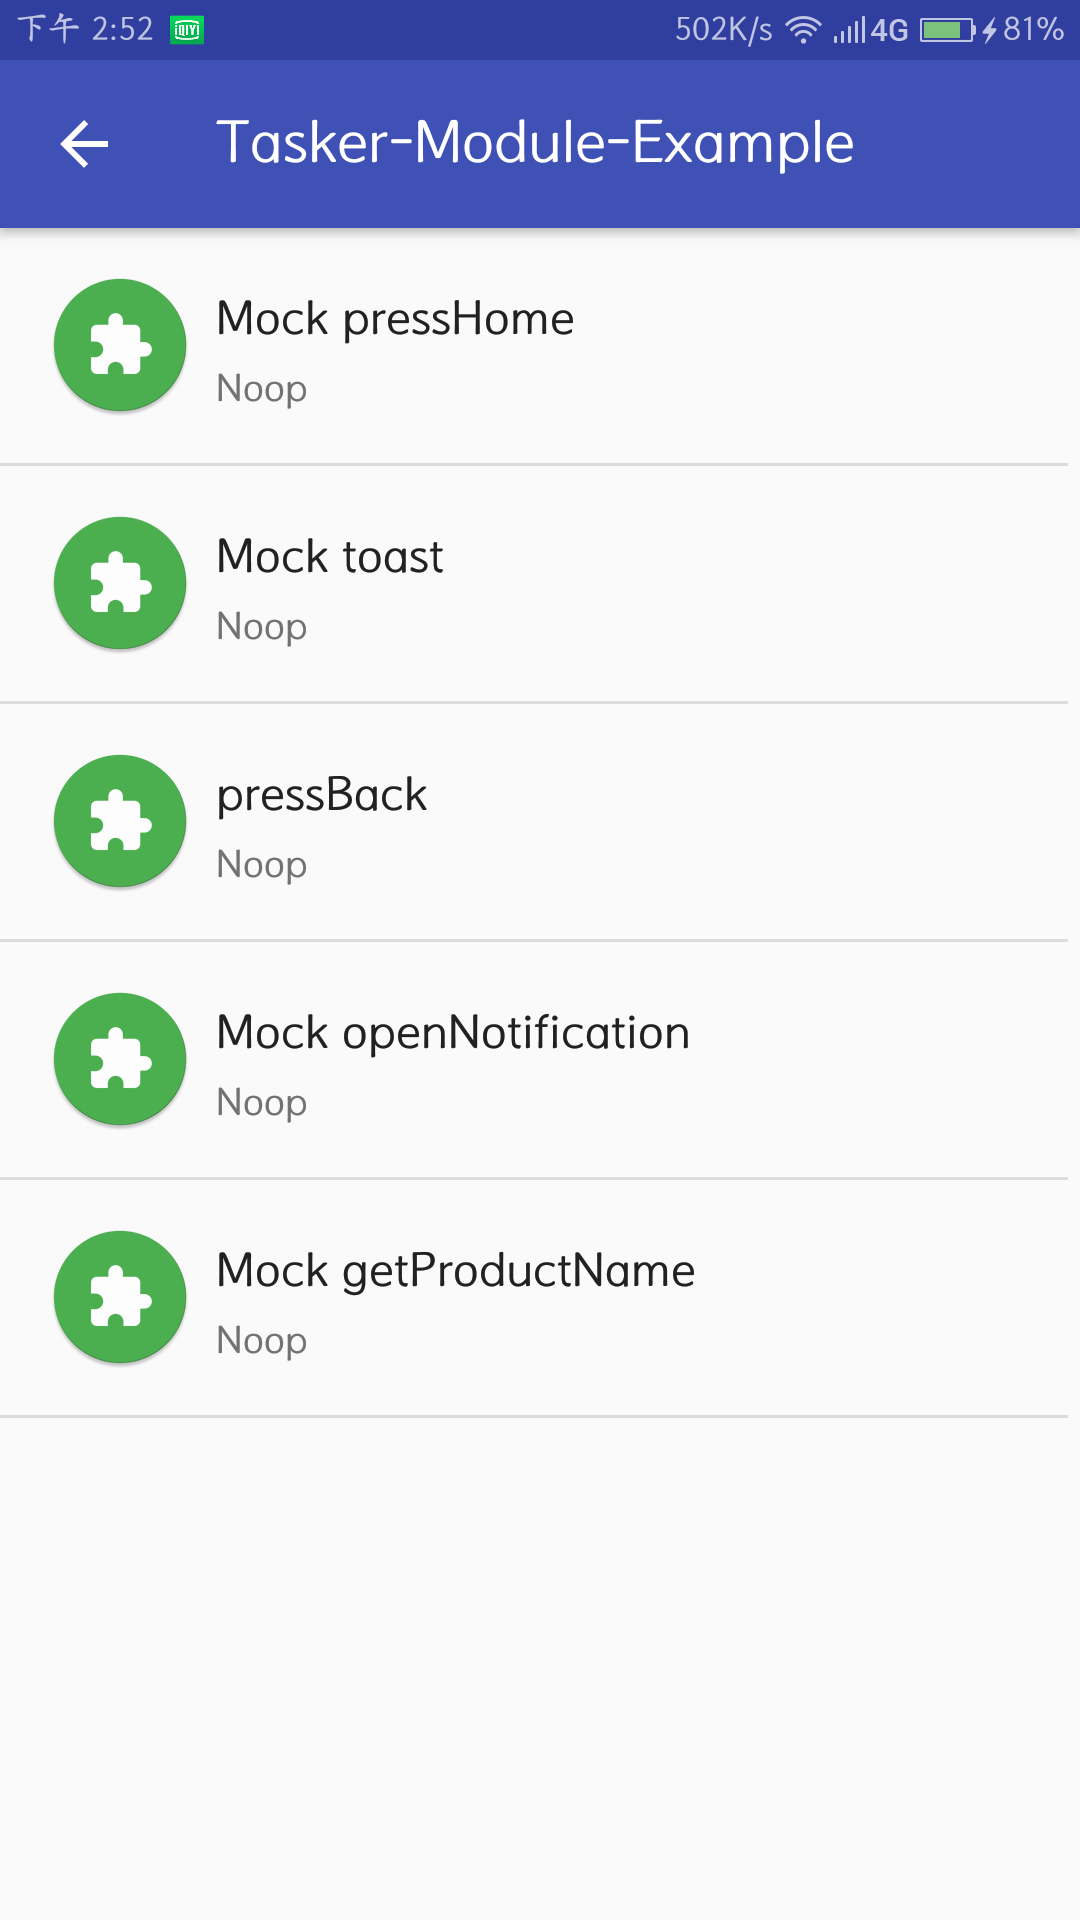 下午 2:52 iQIYI 502K/s 4G 81%
Tasker-Module-Example
Mock pressHome
Noop
Mock toast
Noop
pressBack
Noop
Mock openNotification
Noop
Mock getProductName
Noop